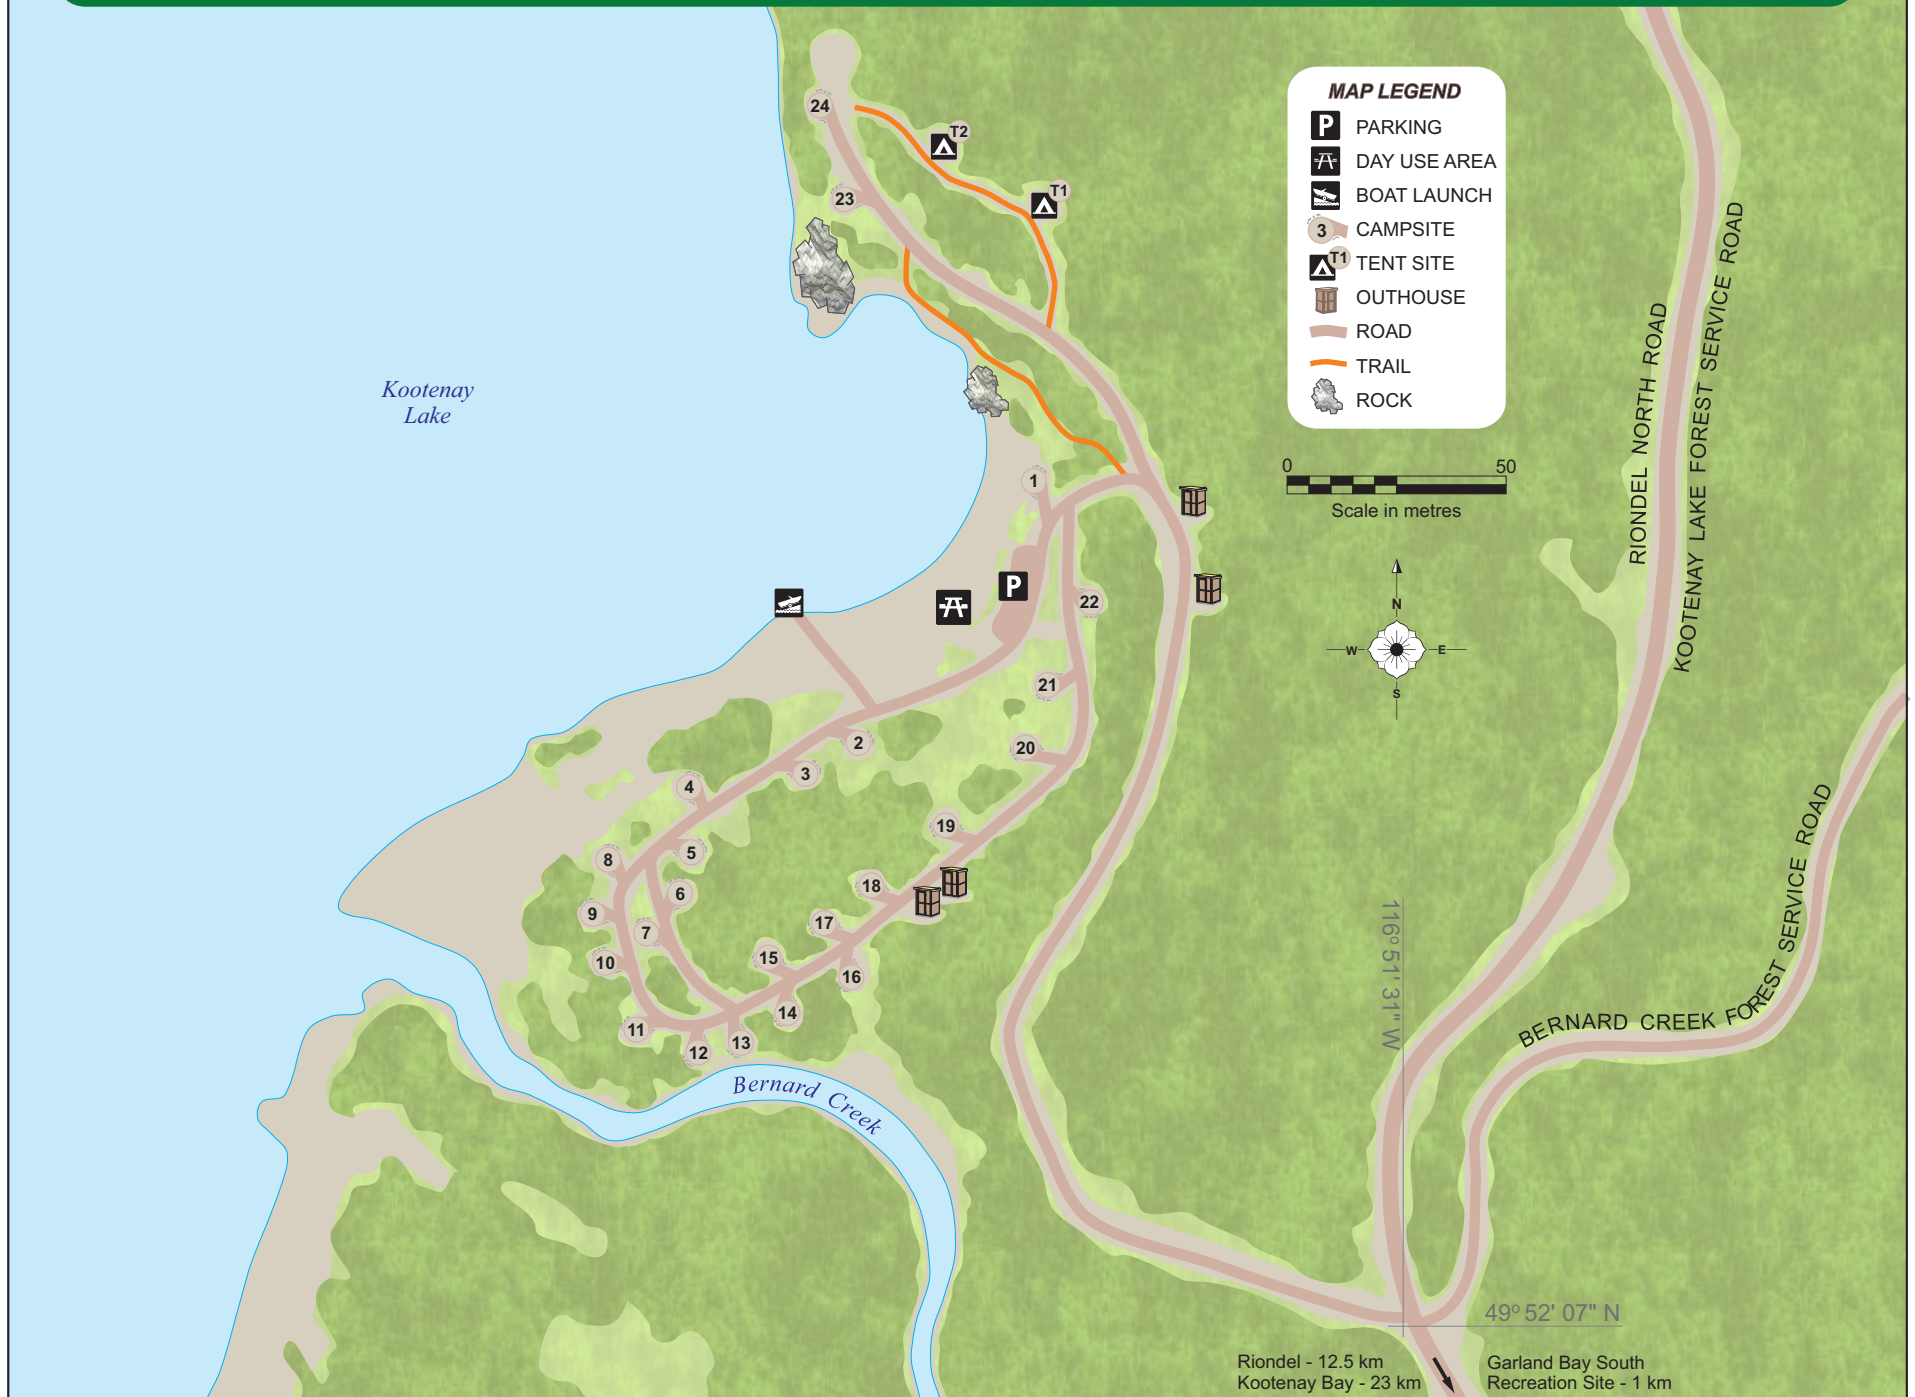 MAP LEGEND
P PARKING
DAY USE AREA
BOAT LAUNCH
3 CAMPSITE
T1 TENT SITE
OUTHOUSE
ROAD
TRAIL
ROCK
0 50
Scale in metres
N
W E
S
Kootenay
Lake
24
T2
T1
23
1
P
22
21
20
2
3
4
19
5
8
18
6
9
17
7
15
10
16
14
11
13
12
Bernard Creek
RIONDEL NORTH ROAD
KOOTENAY LAKE FOREST SERVICE ROAD
BERNARD CREEK FOREST SERVICE ROAD
116º 51' 31" W
49º 52' 07" N
Riondel - 12.5 km
Kootenay Bay - 23 km
Garland Bay South
Recreation Site - 1 km